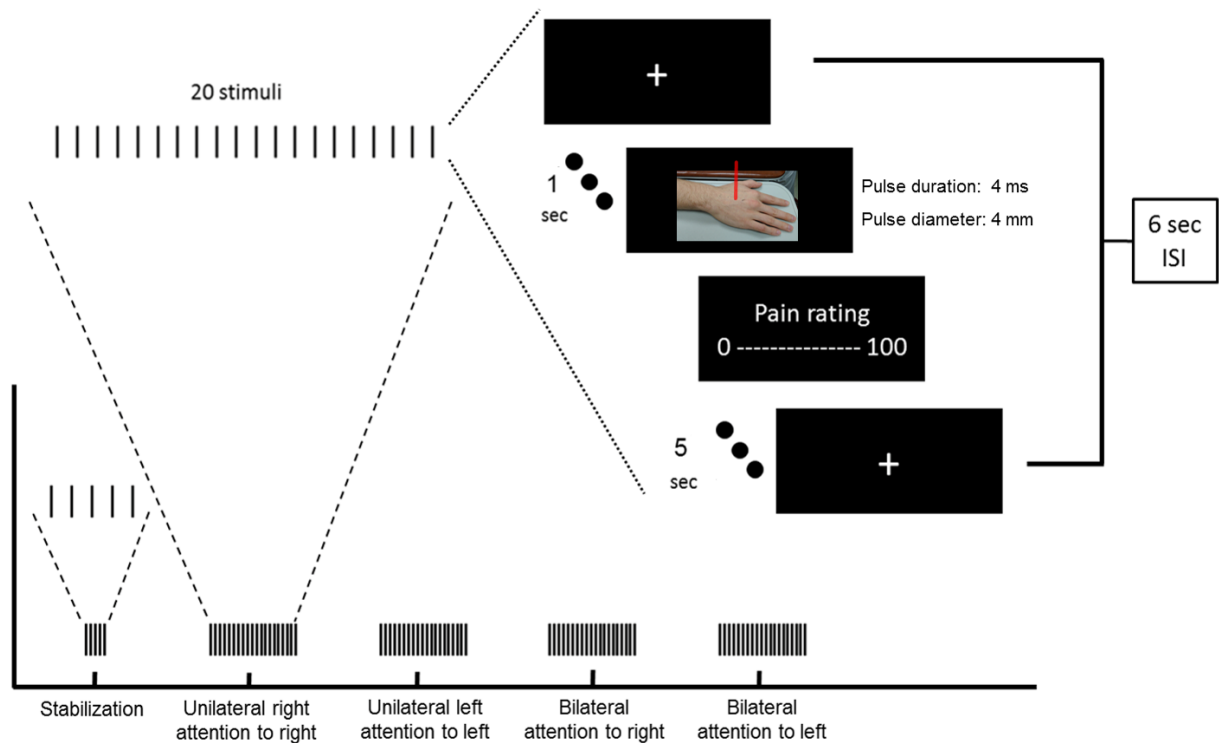 20 stimuli
+
1
sec
Pulse duration: 4 ms
Pulse diameter: 4 mm
6 sec
ISI
Pain rating
0 --------------- 100
5
sec
+
Stabilization
Unilateral right
attention to right
Unilateral left
attention to left
Bilateral
attention to right
Bilateral
attention to left